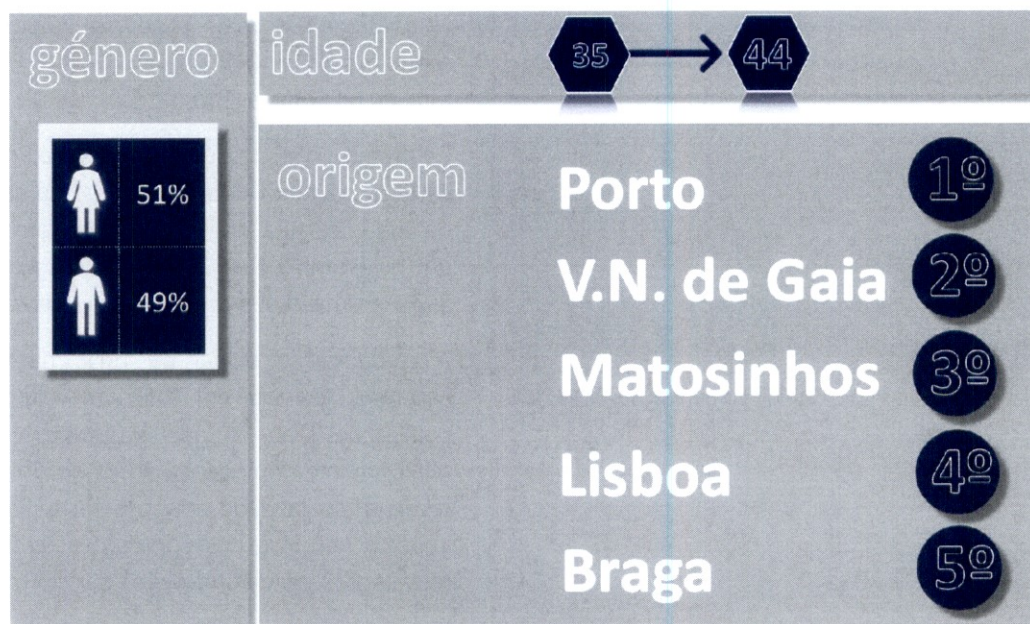 género
51%
49%
idade
35
44
origem
Porto
1º
V.N. de Gaia
2º
Matosinhos
3º
Lisboa
4º
Braga
5º